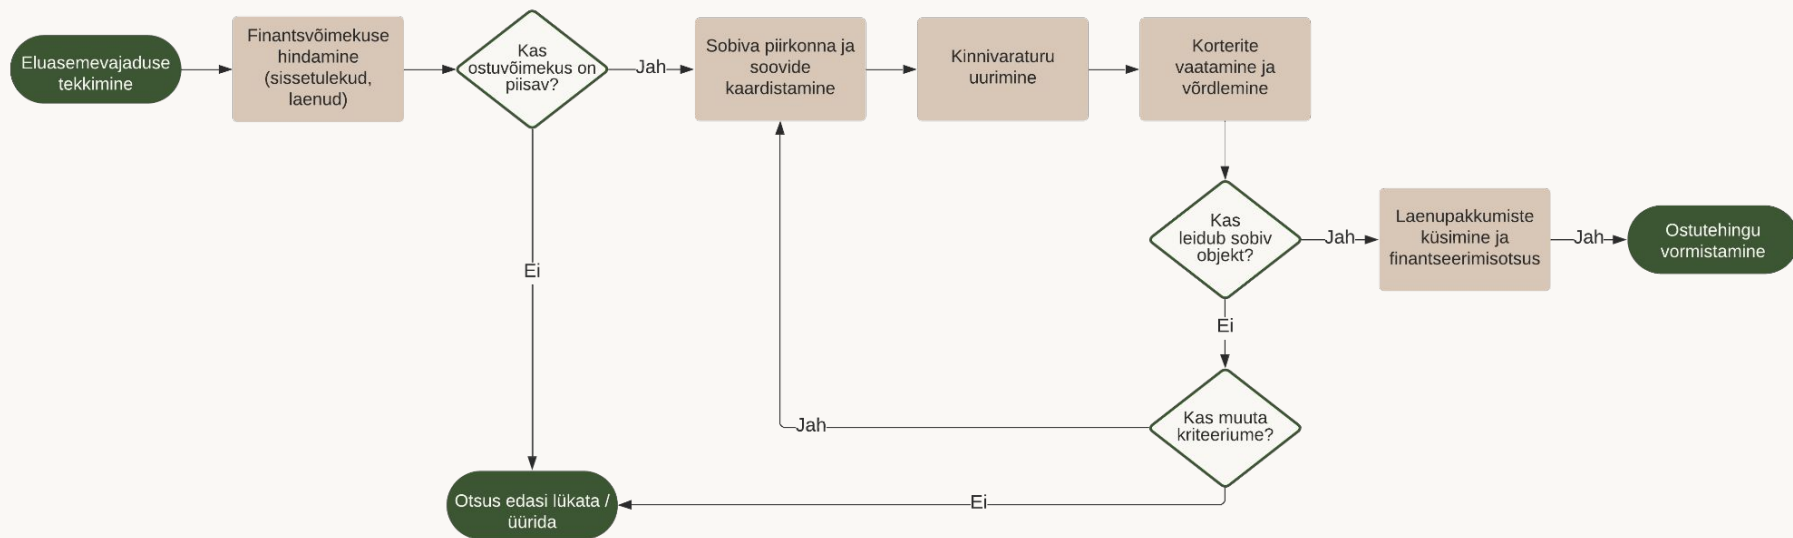 Eluasemevajaduse
tekkimine
Finantsvõimekuse
hindamine
(sissetulekud,
laenud)
Kas
ostuvõimekus on
piisav?
Jah
Sobiva piirkonna ja
soovide
kaardistamine
Kinnivaraturu
uurimine
Korterite
vaatamine ja
võrdlemine
Kas
leidub sobiv
objekt?
Jah
Laenupakkumiste
küsimine ja
finantseerimisotsus
Jah
Ostutehingu
vormistamine
Ei
Ei
Kas muuta
kriteeriume?
Jah
Ei
Otsus edasi lükata /
üürida